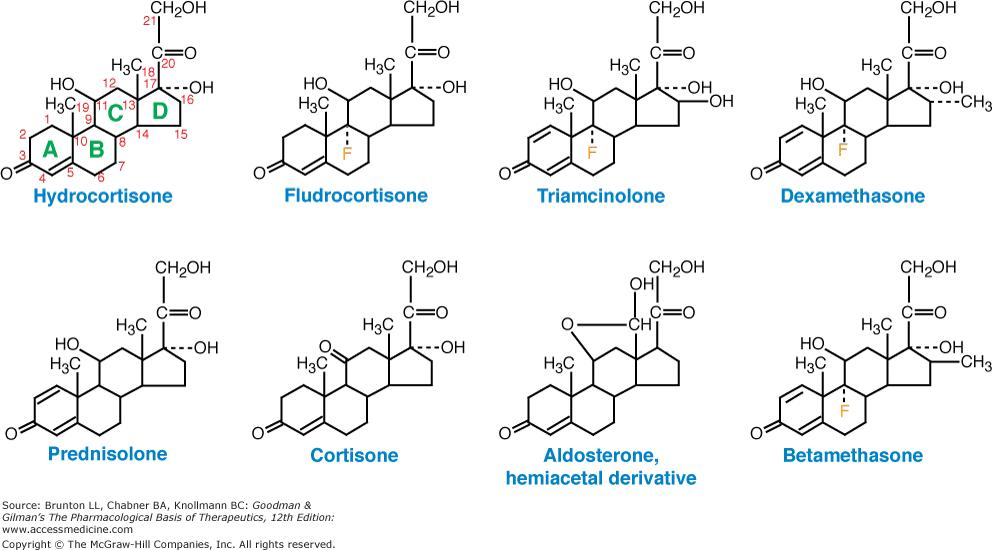 CH₂OH
21
C=O
20
H₃C 18
12 17 OH
HO 11 13 16
H₃C 19 C D
1 9 14 15
2 10 8
A B
3 5 7
O 4 6
Hydrocortisone
CH₂OH
C=O
H₃C
HO OH
H₃C
F
O
Fludrocortisone
CH₂OH
C=O
H₃C
HO OH
H₃C OH
F
O
Triamcinolone
CH₂OH
C=O
H₃C
HO OH
H₃C CH₃
F
O
Dexamethasone
CH₂OH
C=O
H₃C
HO OH
H₃C
O
Prednisolone
CH₂OH
C=O
H₃C
O OH
H₃C
O
Cortisone
CH₂OH
OH
C=O
O CH
H₃C
O
Aldosterone,
hemiacetal derivative
CH₂OH
C=O
H₃C
HO OH
H₃C CH₃
F
O
Betamethasone
Source: Brunton LL, Chabner BA, Knollmann BC: Goodman &
Gilman's The Pharmacological Basis of Therapeutics, 12th Edition:
www.accessmedicine.com
Copyright © The McGraw-Hill Companies, Inc. All rights reserved.